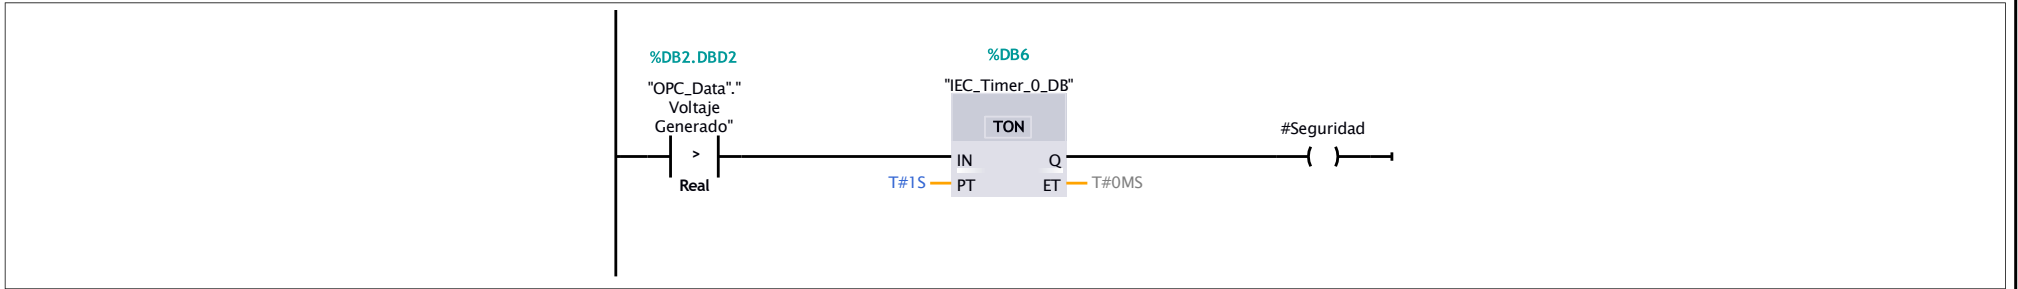 %DB2.DBD2
"OPC_Data"."
Voltaje
Generado"
>
Real
%DB6
"IEC_Timer_0_DB"
TON
IN
Q
T#1S
PT
ET
T#0MS
#Seguridad